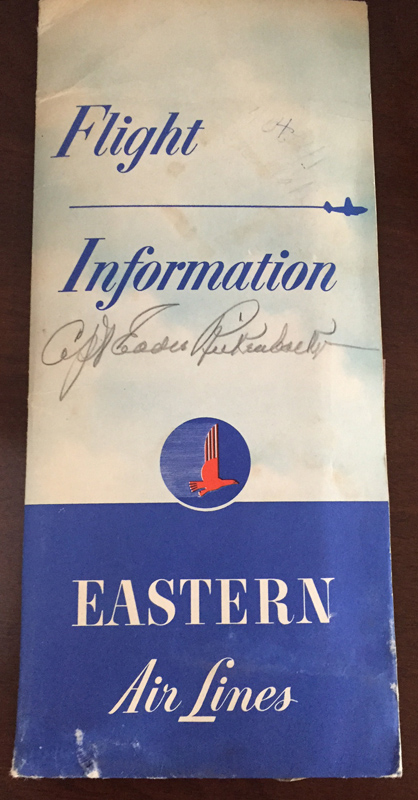 Flight
Information
Capt Eddie Rickenbacker
EASTERN
Air Lines